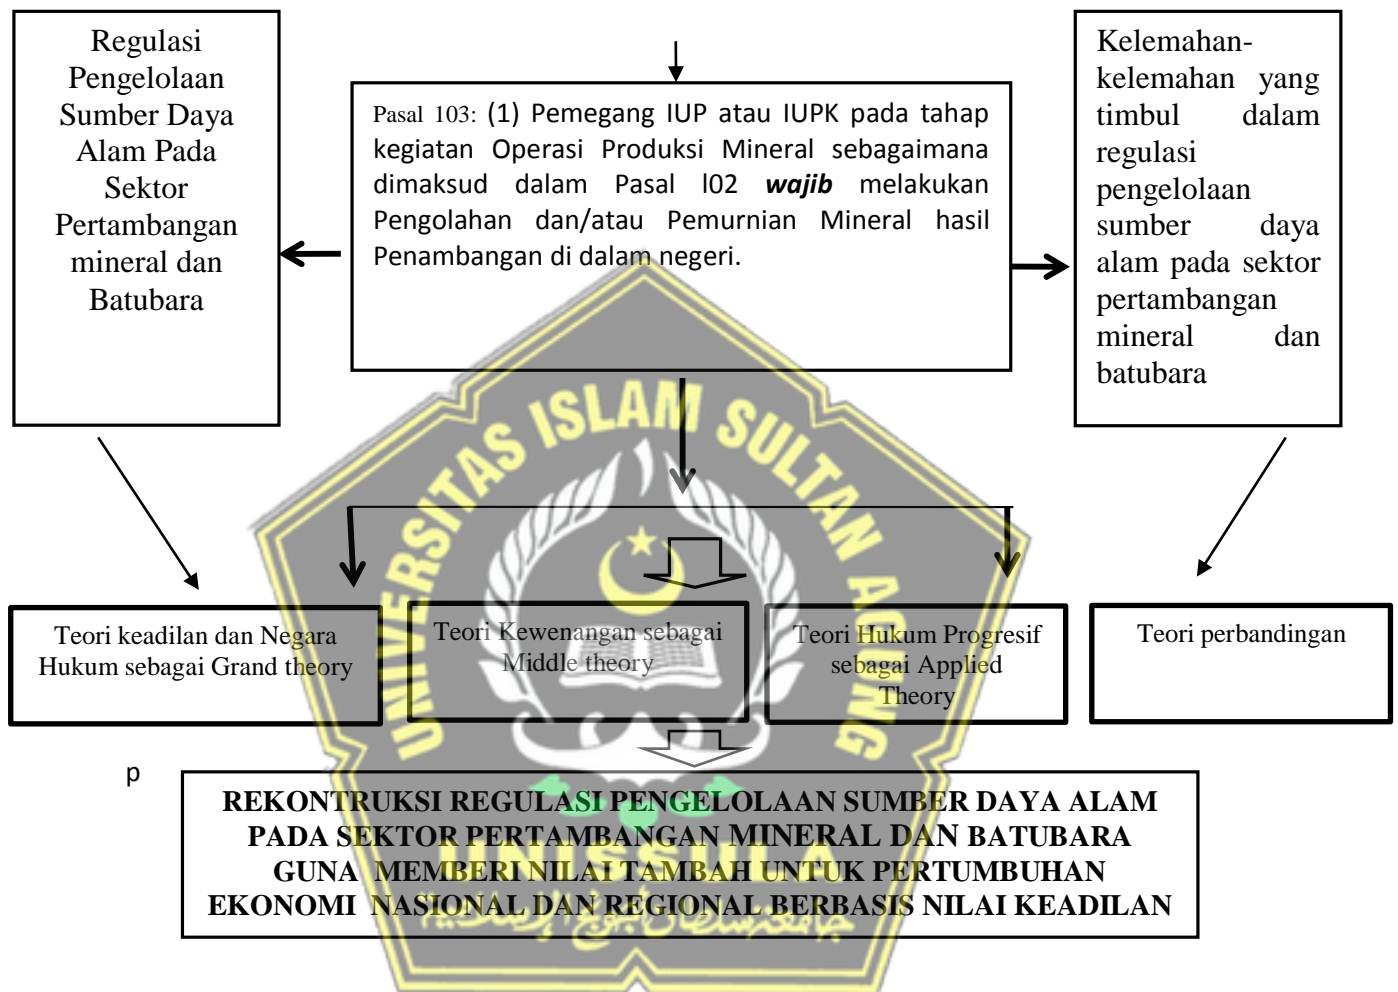 Regulasi
Pengelolaan
Sumber Daya
Alam Pada
Sektor
Pertambangan
mineral dan
Batubara
Pasal 103: (1) Pemegang IUP atau IUPK pada tahap
kegiatan Operasi Produksi Mineral sebagaimana
dimaksud dalam Pasal l02 wajib melakukan
Pengolahan dan/atau Pemurnian Mineral hasil
Penambangan di dalam negeri.
Kelemahan-
kelemahan yang
timbul dalam
regulasi
pengelolaan
sumber daya
alam pada sektor
pertambangan
mineral dan
batubara
UNIVERSITAS ISLAM SULTAN AGUNG
Teori keadilan dan Negara
Hukum sebagai Grand theory
Teori Kewenangan sebagai
Middle theory
Teori Hukum Progresif
sebagai Applied
Theory
Teori perbandingan
p
REKONTRUKSI REGULASI PENGELOLAAN SUMBER DAYA ALAM
PADA SEKTOR PERTAMBANGAN MINERAL DAN BATUBARA
GUNA MEMBERI NILAI TAMBAH UNTUK PERTUMBUHAN
EKONOMI NASIONAL DAN REGIONAL BERBASIS NILAI KEADILAN
UNISSULA